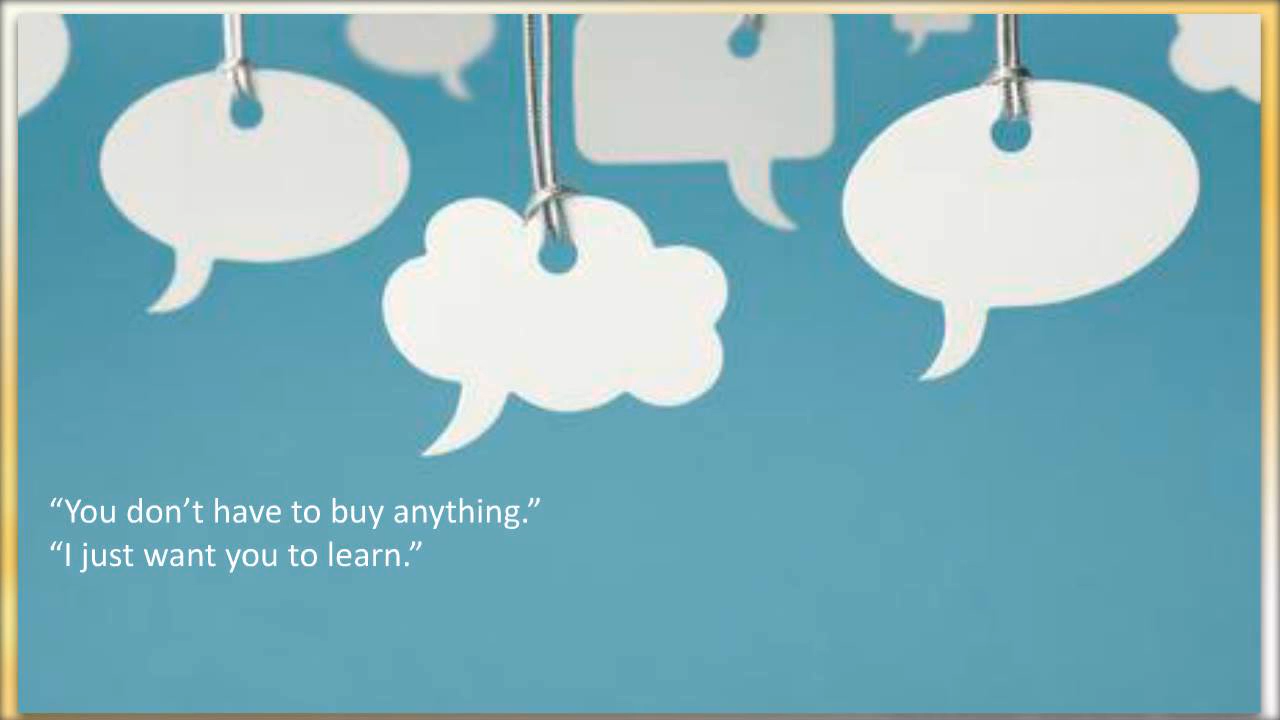 “You don’t have to buy anything.”
“I just want you to learn.”